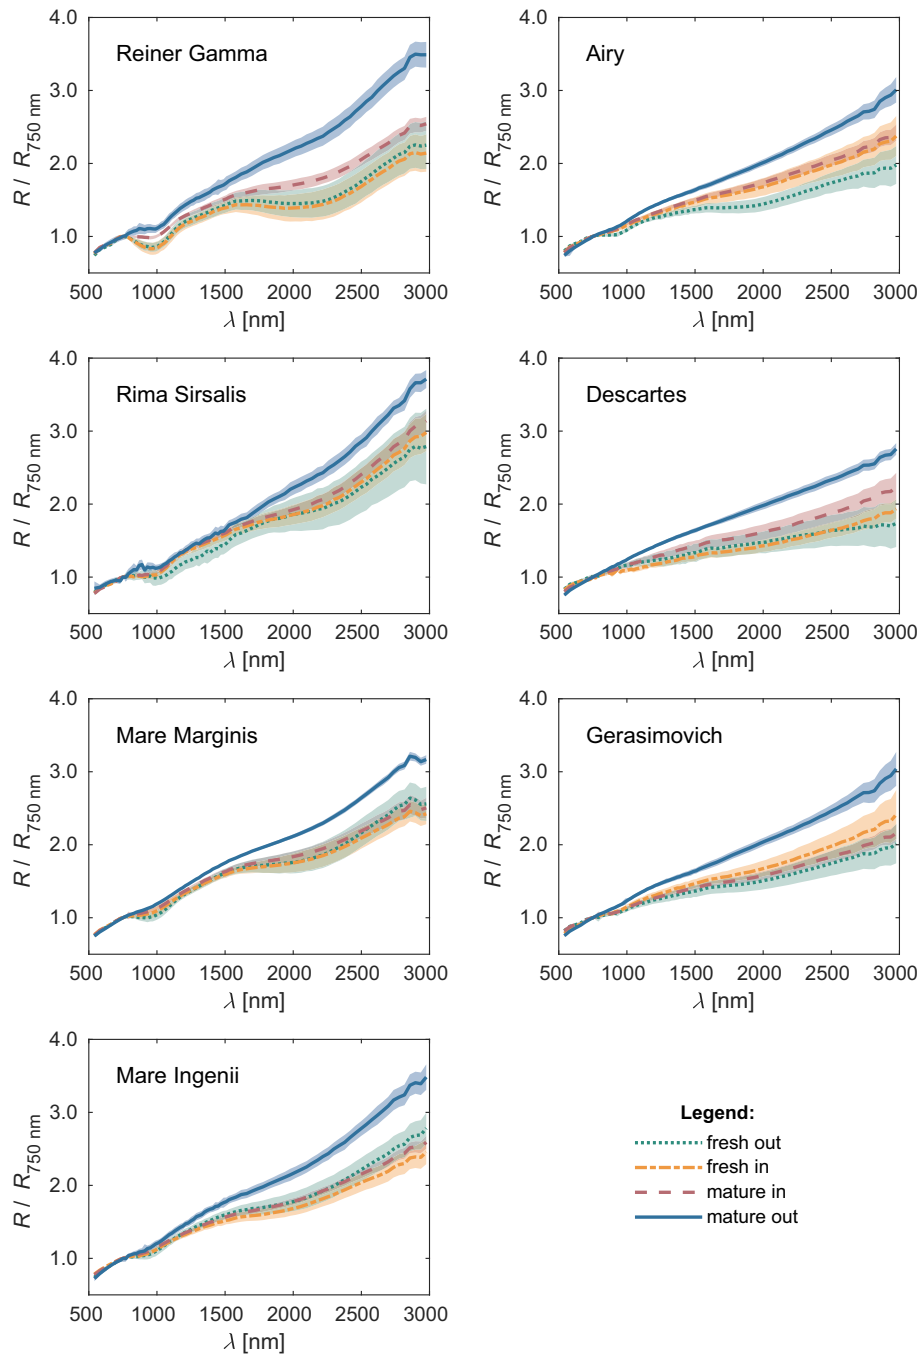 Reiner Gamma
R / R750 nm
4.0
3.0
2.0
1.0
500 1000 1500 2000 2500 3000
λ [nm]
Airy
R / R750 nm
4.0
3.0
2.0
1.0
500 1000 1500 2000 2500 3000
λ [nm]
Rima Sirsalis
R / R750 nm
4.0
3.0
2.0
1.0
500 1000 1500 2000 2500 3000
λ [nm]
Descartes
R / R750 nm
4.0
3.0
2.0
1.0
500 1000 1500 2000 2500 3000
λ [nm]
Mare Marginis
R / R750 nm
4.0
3.0
2.0
1.0
500 1000 1500 2000 2500 3000
λ [nm]
Gerasimovich
R / R750 nm
4.0
3.0
2.0
1.0
500 1000 1500 2000 2500 3000
λ [nm]
Mare Ingenii
R / R750 nm
4.0
3.0
2.0
1.0
500 1000 1500 2000 2500 3000
λ [nm]
Legend:
fresh out
fresh in
mature in
mature out